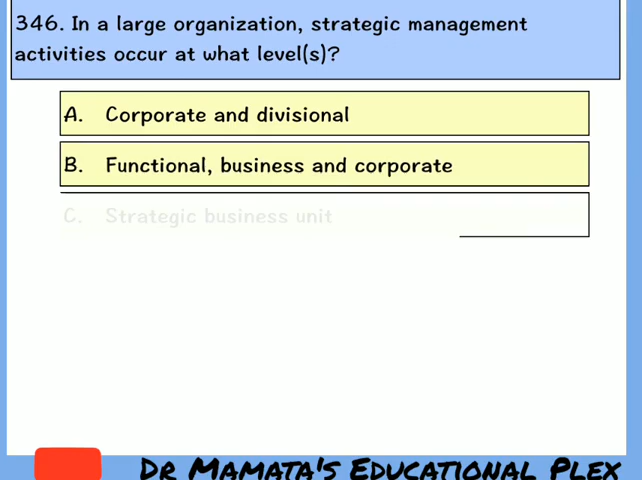 346. In a large organization, strategic management
activities occur at what level(s)?
A. Corporate and divisional
B. Functional, business and corporate
C. Strategic business unit
Dr Mamata's Educational Plex